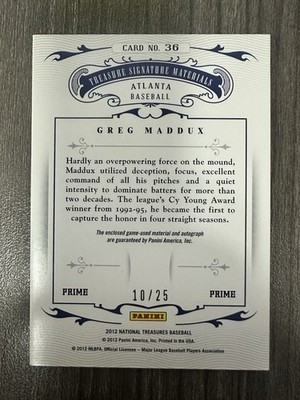 CARD NO. 36
TREASURE SIGNATURE MATERIALS
ATLANTA
BASEBALL
GREG MADDUX
Hardly an overpowering force on the mound,
Maddux utilized deception, focus, excellent
command of all his pitches and a quiet
intensity to dominate batters for more than
two decades. The league's Cy Young Award
winner from 1992-95, he became the first to
capture the honor in four straight seasons.
The enclosed game-used material and autograph
are guaranteed by Panini America, Inc.
PRIME 10/25 PRIME
PANINI
2012 NATIONAL TREASURES BASEBALL
© 2012 Panini America, Inc. Printed in the USA.
© 2012 MLBPA. Official Licensee – Major League Baseball Players Association